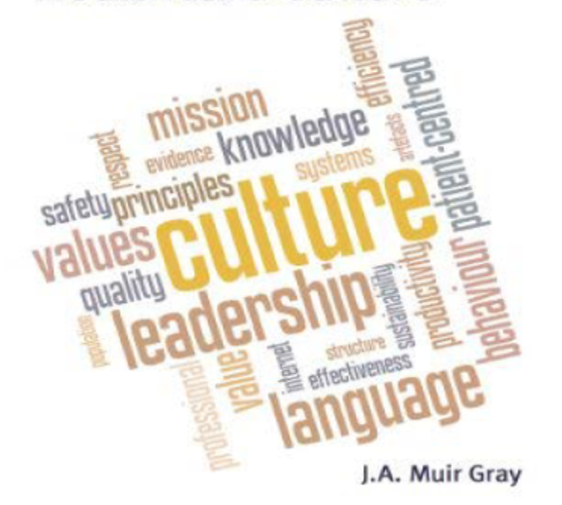 efficiency
mission
patient-centred
respect
evidence
knowledge
artefacts
systems
safety
principles
culture
values
quality
leadership
sustainability
productivity
behaviour
population
professional
value
internet
structure
effectiveness
language
J.A. Muir Gray